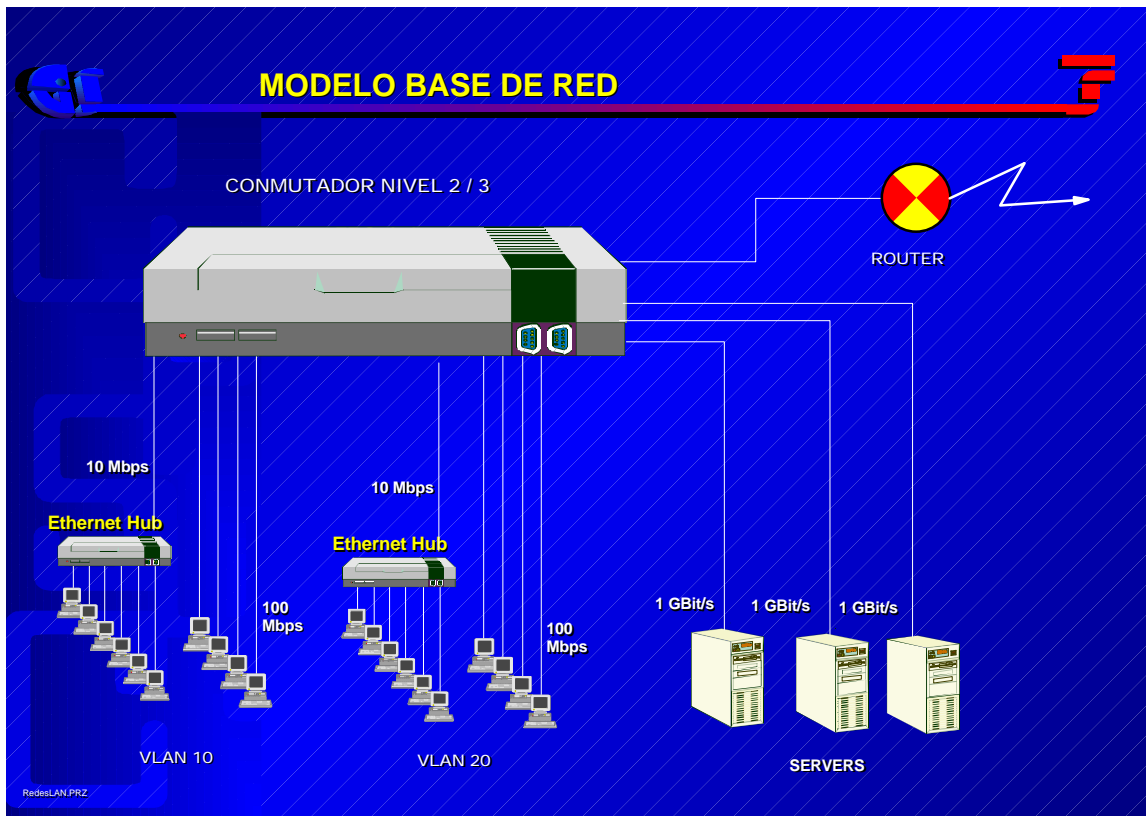 MODELO BASE DE RED
CONMUTADOR NIVEL 2 / 3
ROUTER
10 Mbps
10 Mbps
Ethernet Hub
Ethernet Hub
100
Mbps
100
Mbps
1 GBit/s
1 GBit/s
1 GBit/s
VLAN 10
VLAN 20
SERVERS
RedesLAN.PRZ